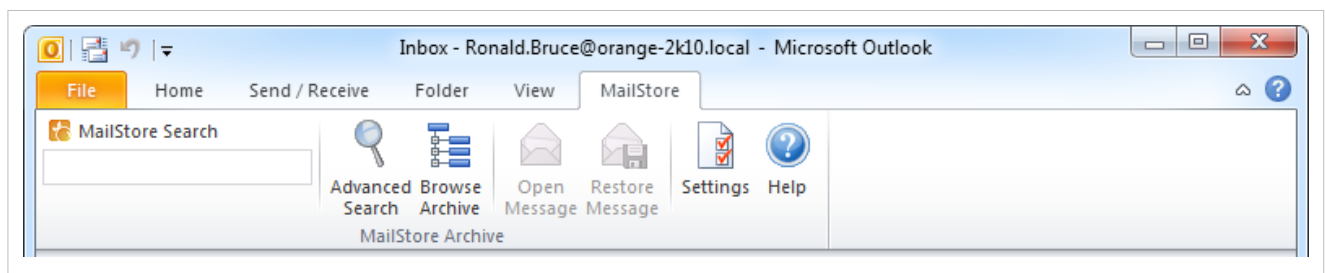 Inbox - Ronald.Bruce@orange-2k10.local - Microsoft Outlook
File Home Send / Receive Folder View MailStore
MailStore Search
Advanced Search
Browse Archive
Open Message
Restore Message
Settings
Help
MailStore Archive